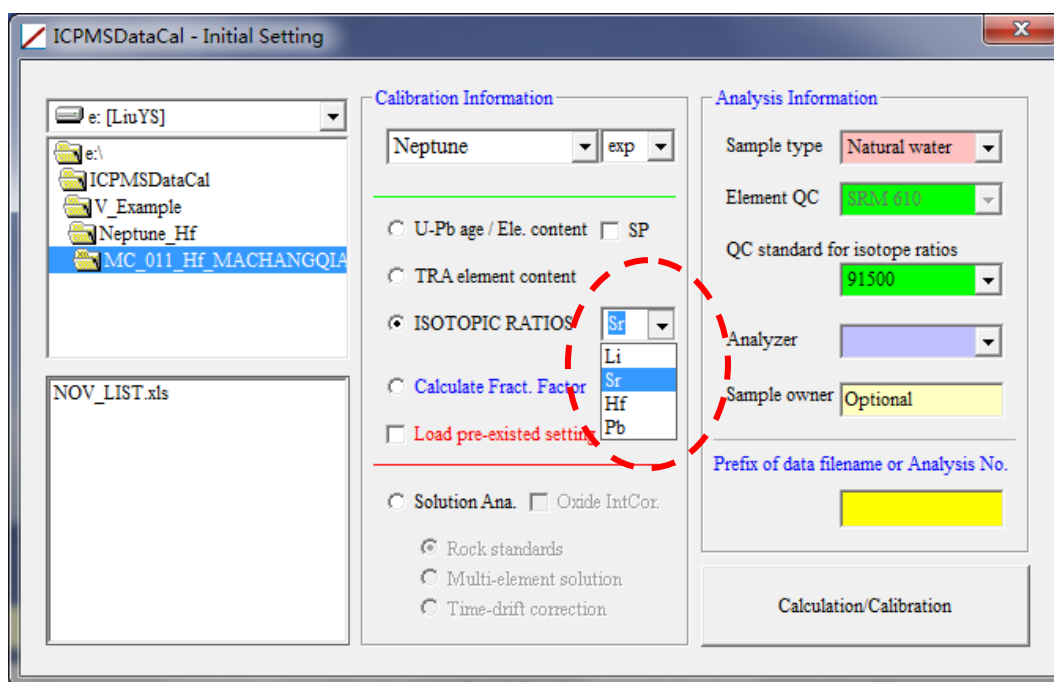 ICPMSDataCal - Initial Setting
e: [LiuYS]
e:\
ICPMSDataCal
V_Example
Neptune_Hf
MC_011_Hf_MACHANGQIA
NOV_LIST.xls
Calibration Information
Neptune exp
U-Pb age / Ele. content SP
TRA element content
ISOTOPIC RATIOS Sr
Li
Sr
Hf
Pb
Calculate Fract. Factor
Load pre-existed setting
Solution Ana. Oxide IntCor.
Rock standards
Multi-element solution
Time-drift correction
Analysis Information
Sample type Natural water
Element QC SRM 610
QC standard for isotope ratios
91500
Analyzer
Sample owner Optional
Prefix of data filename or Analysis No.
Calculation/Calibration